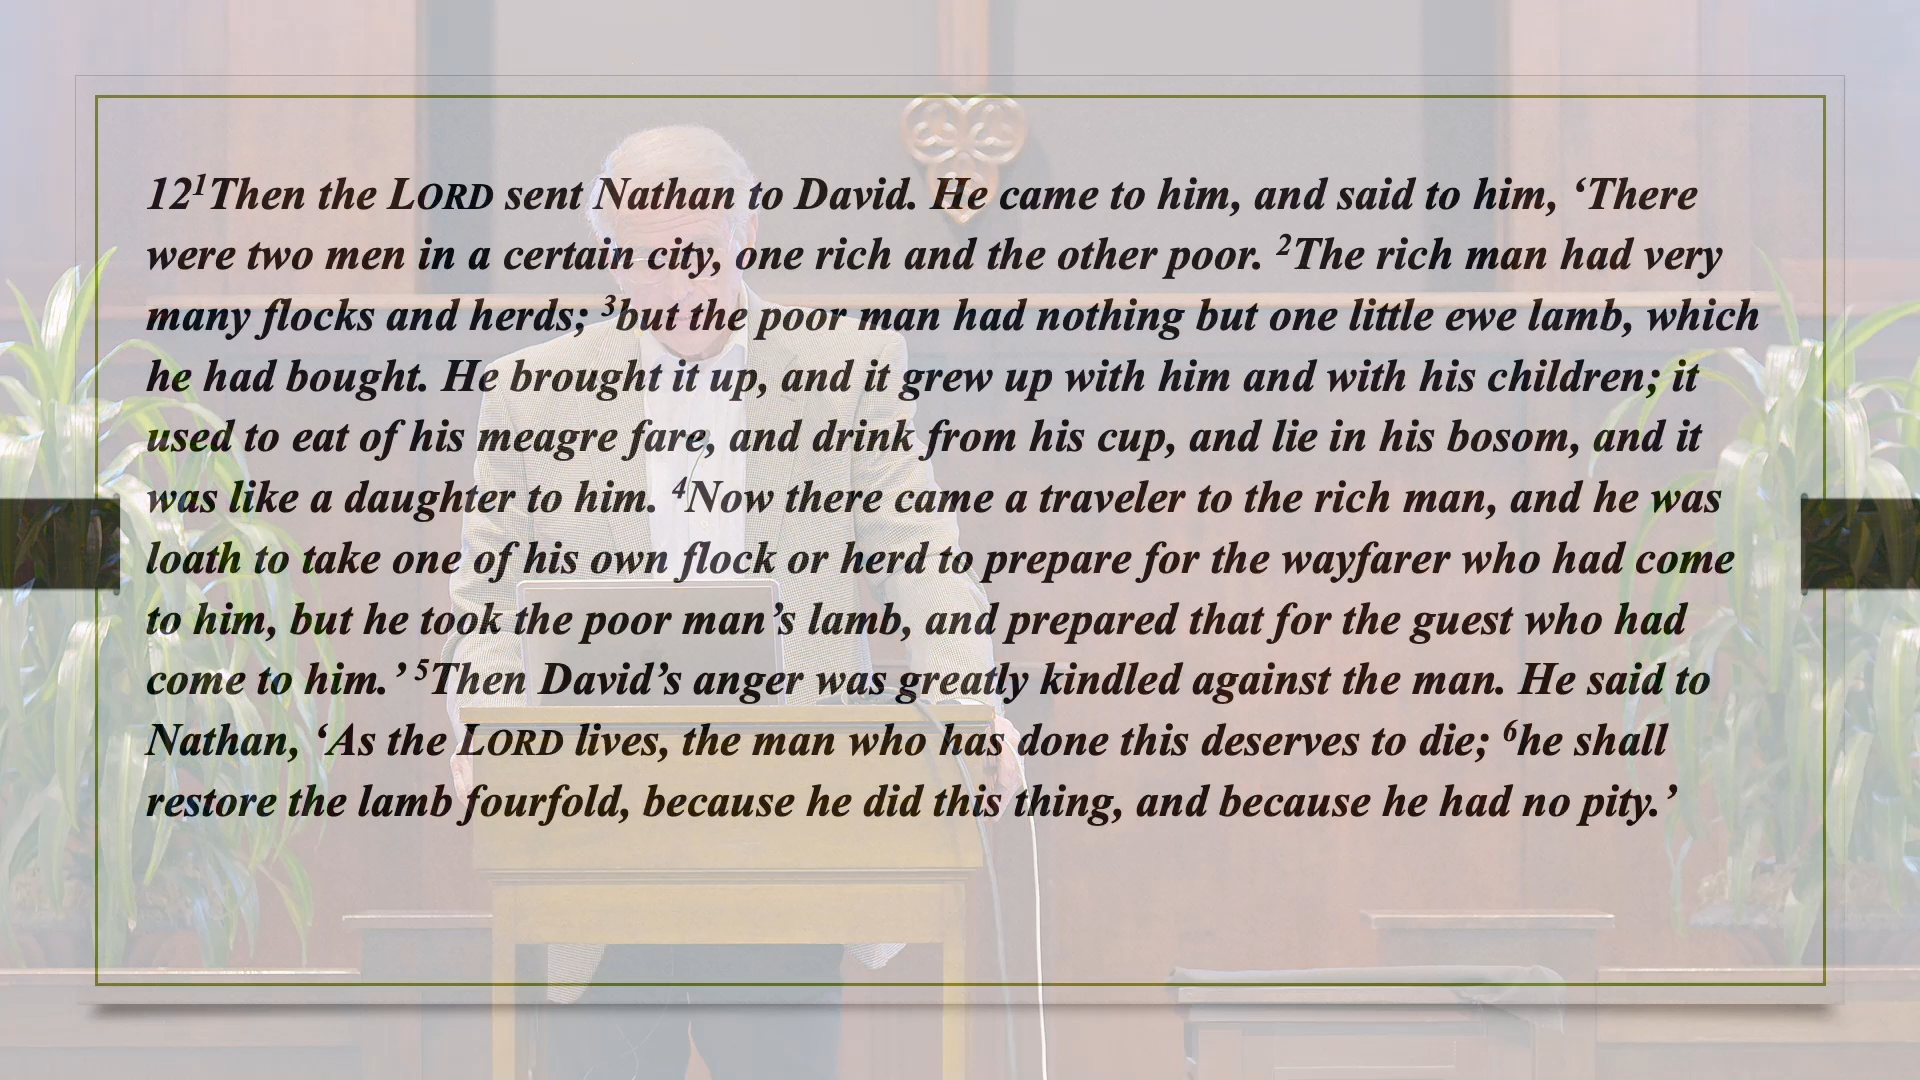 12¹Then the LORD sent Nathan to David. He came to him, and said to him, ‘There
were two men in a certain city, one rich and the other poor. ²The rich man had very
many flocks and herds; ³but the poor man had nothing but one little ewe lamb, which
he had bought. He brought it up, and it grew up with him and with his children; it
used to eat of his meagre fare, and drink from his cup, and lie in his bosom, and it
was like a daughter to him. ⁴Now there came a traveler to the rich man, and he was
loath to take one of his own flock or herd to prepare for the wayfarer who had come
to him, but he took the poor man’s lamb, and prepared that for the guest who had
come to him.’ ⁵Then David’s anger was greatly kindled against the man. He said to
Nathan, ‘As the LORD lives, the man who has done this deserves to die; ⁶he shall
restore the lamb fourfold, because he did this thing, and because he had no pity.’